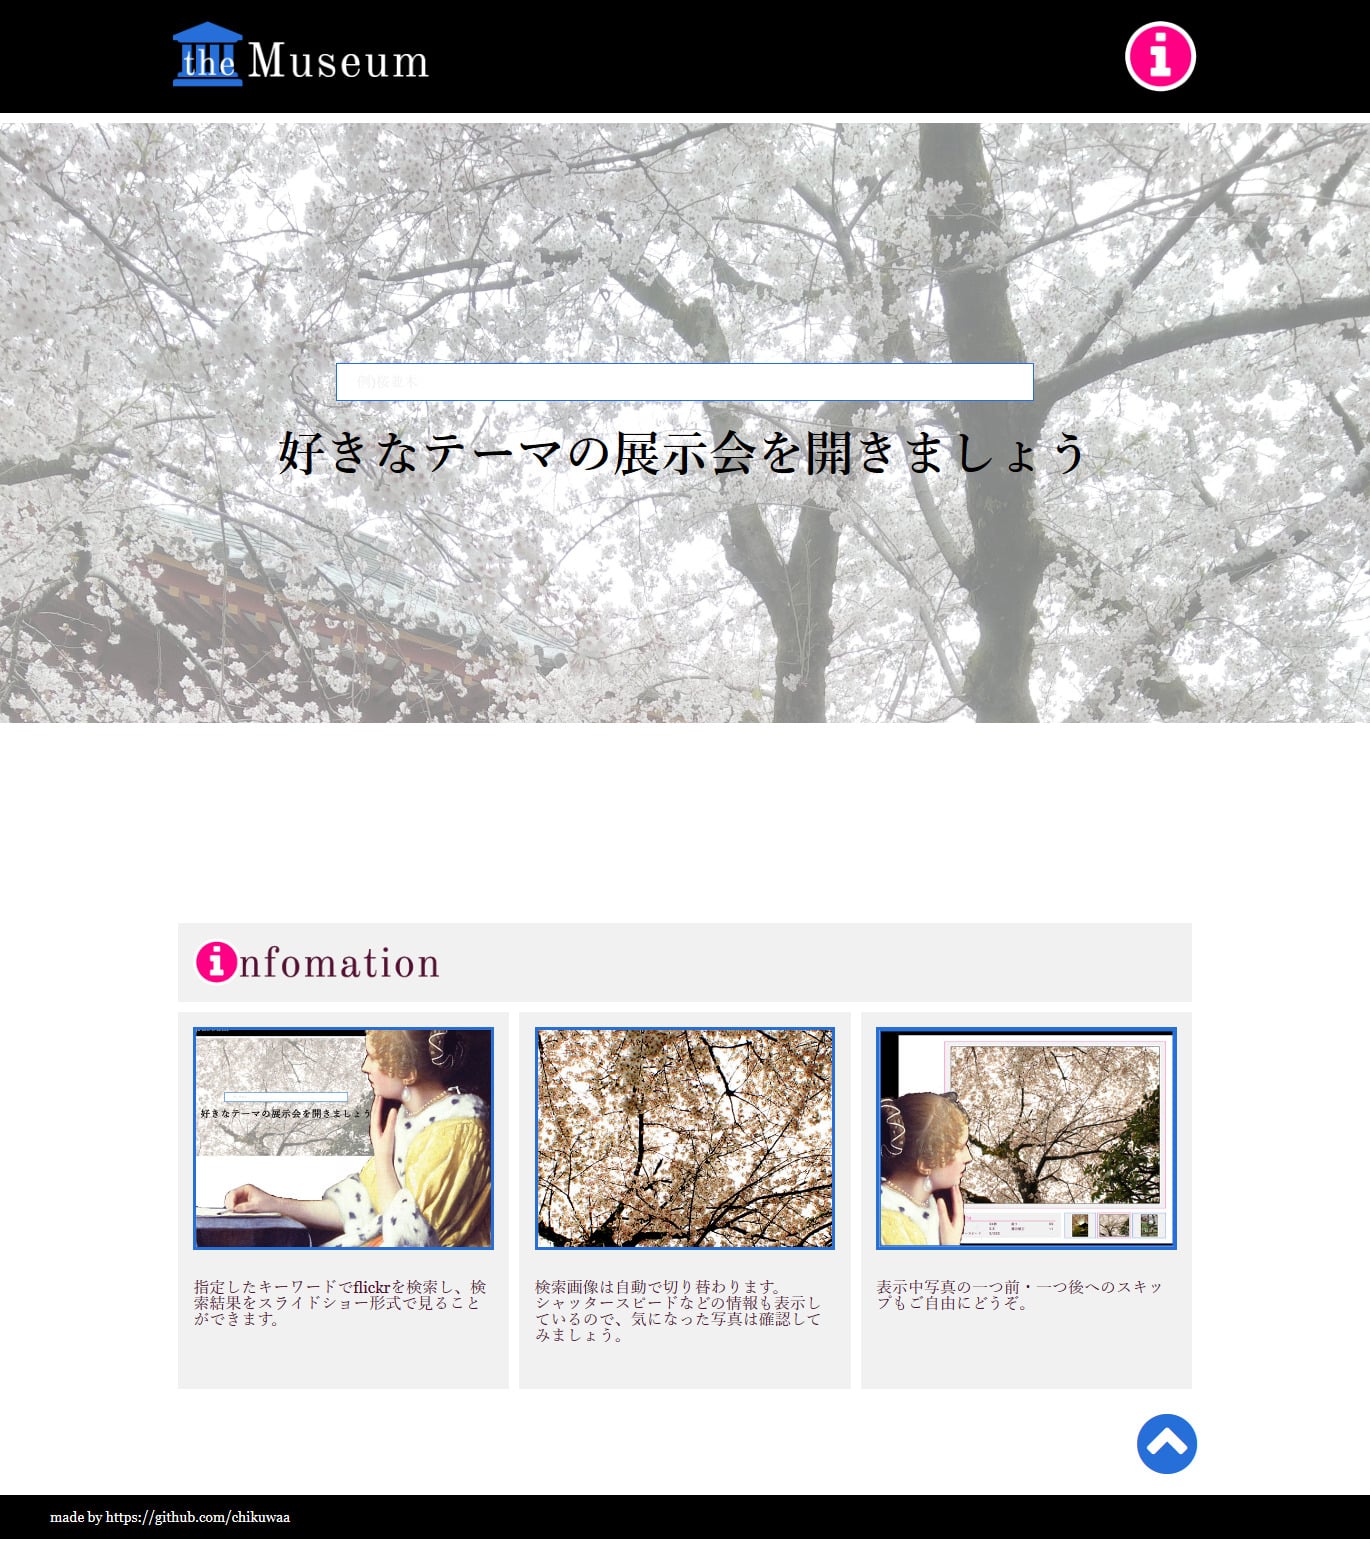 the Museum
例)桜並木
好きなテーマの展示会を開きましょう
infomation
好きなテーマの展示会を開きましょう
指定したキーワードでflickrを検索し、検
索結果をスライドショー形式で見ること
ができます。
検索画像は自動で切り替わります。
シャッタースピードなどの情報も表示し
ているので、気になった写真は確認して
みましょう。
表示中写真の一つ前・一つ後へのスキッ
プもご自由にどうぞ。
made by https://github.com/chikuwaa